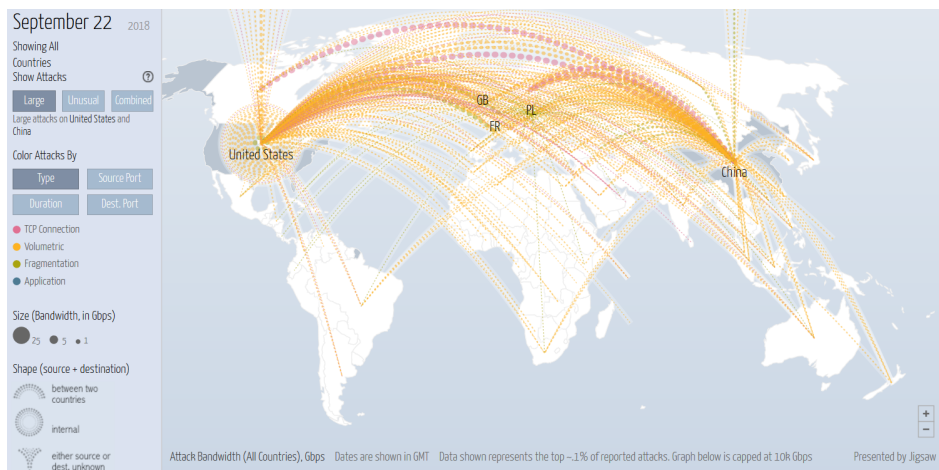 September 22 2018
Showing All
Countries
Show Attacks ?
Large Unusual Combined
Large attacks on United States and
China
Color Attacks By
Type Source Port
Duration Dest. Port
TCP Connection
Volumetric
Fragmentation
Application
Size (Bandwidth, in Gbps)
25 5 1
Shape (source + destination)
between two
countries
internal
either source or
dest. unknown
GB
PL
FR
United States
China
+
−
Attack Bandwidth (All Countries), Gbps Dates are shown in GMT Data shown represents the top ~.1% of reported attacks. Graph below is capped at 10k Gbps Presented by Jigsaw